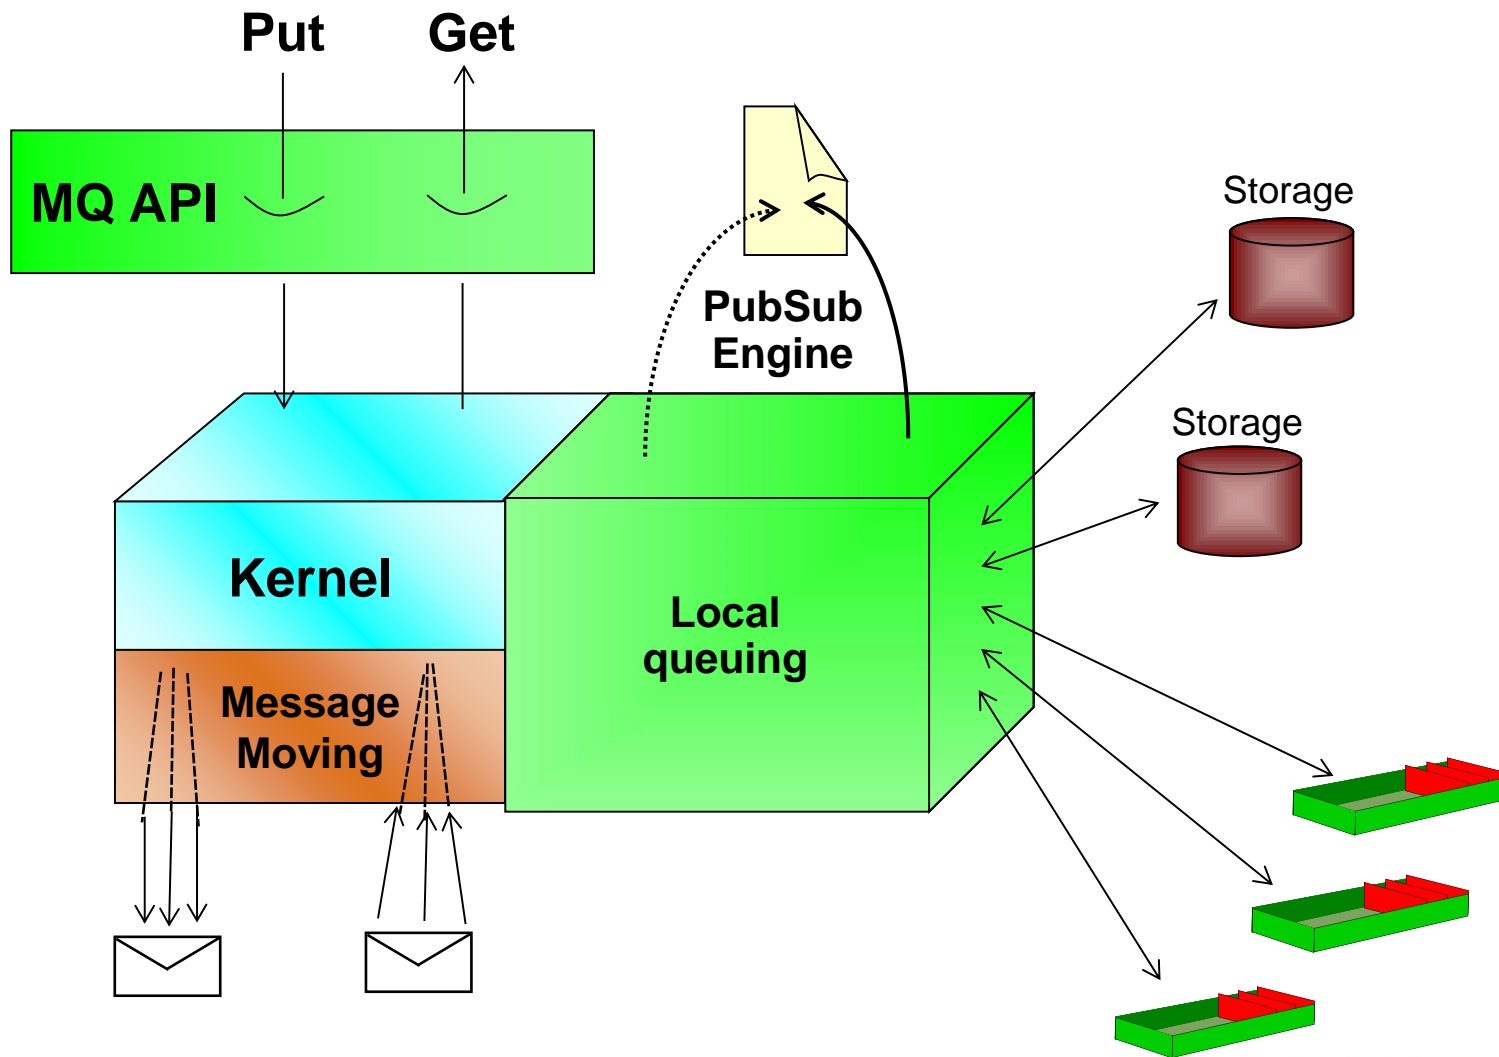 Put
Get
MQ API
Storage
PubSub
Engine
Storage
Kernel
Local
queuing
Message
Moving